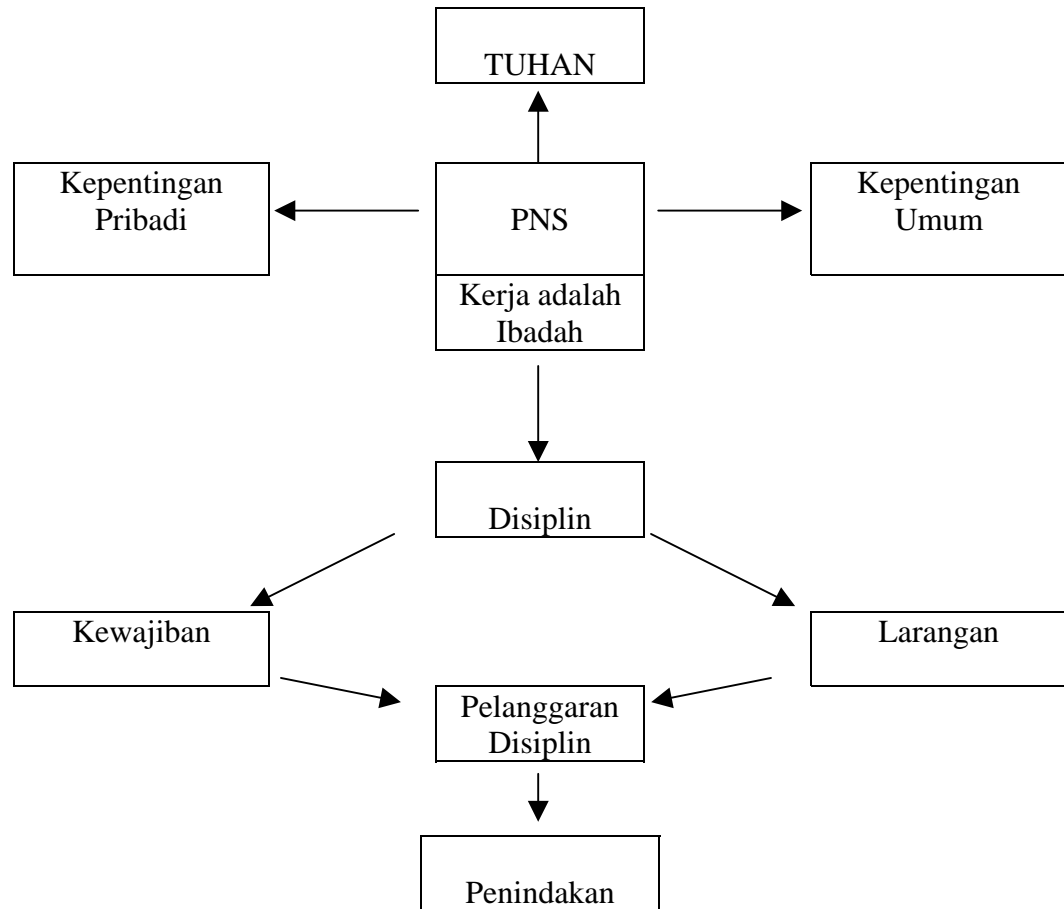 TUHAN
Kepentingan
Pribadi
PNS
Kepentingan
Umum
Kerja adalah
Ibadah
Disiplin
Kewajiban
Larangan
Pelanggaran
Disiplin
Penindakan